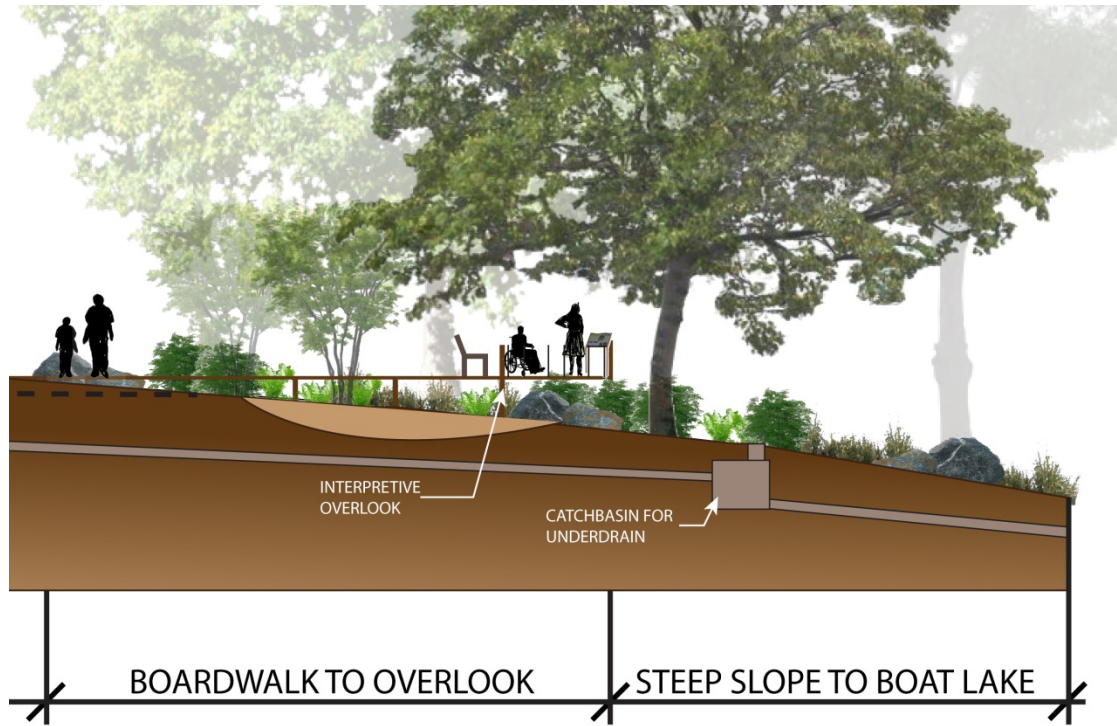 INTERPRETIVE
OVERLOOK
CATCHBASIN FOR
UNDERDRAIN
BOARDWALK TO OVERLOOK
STEEP SLOPE TO BOAT LAKE